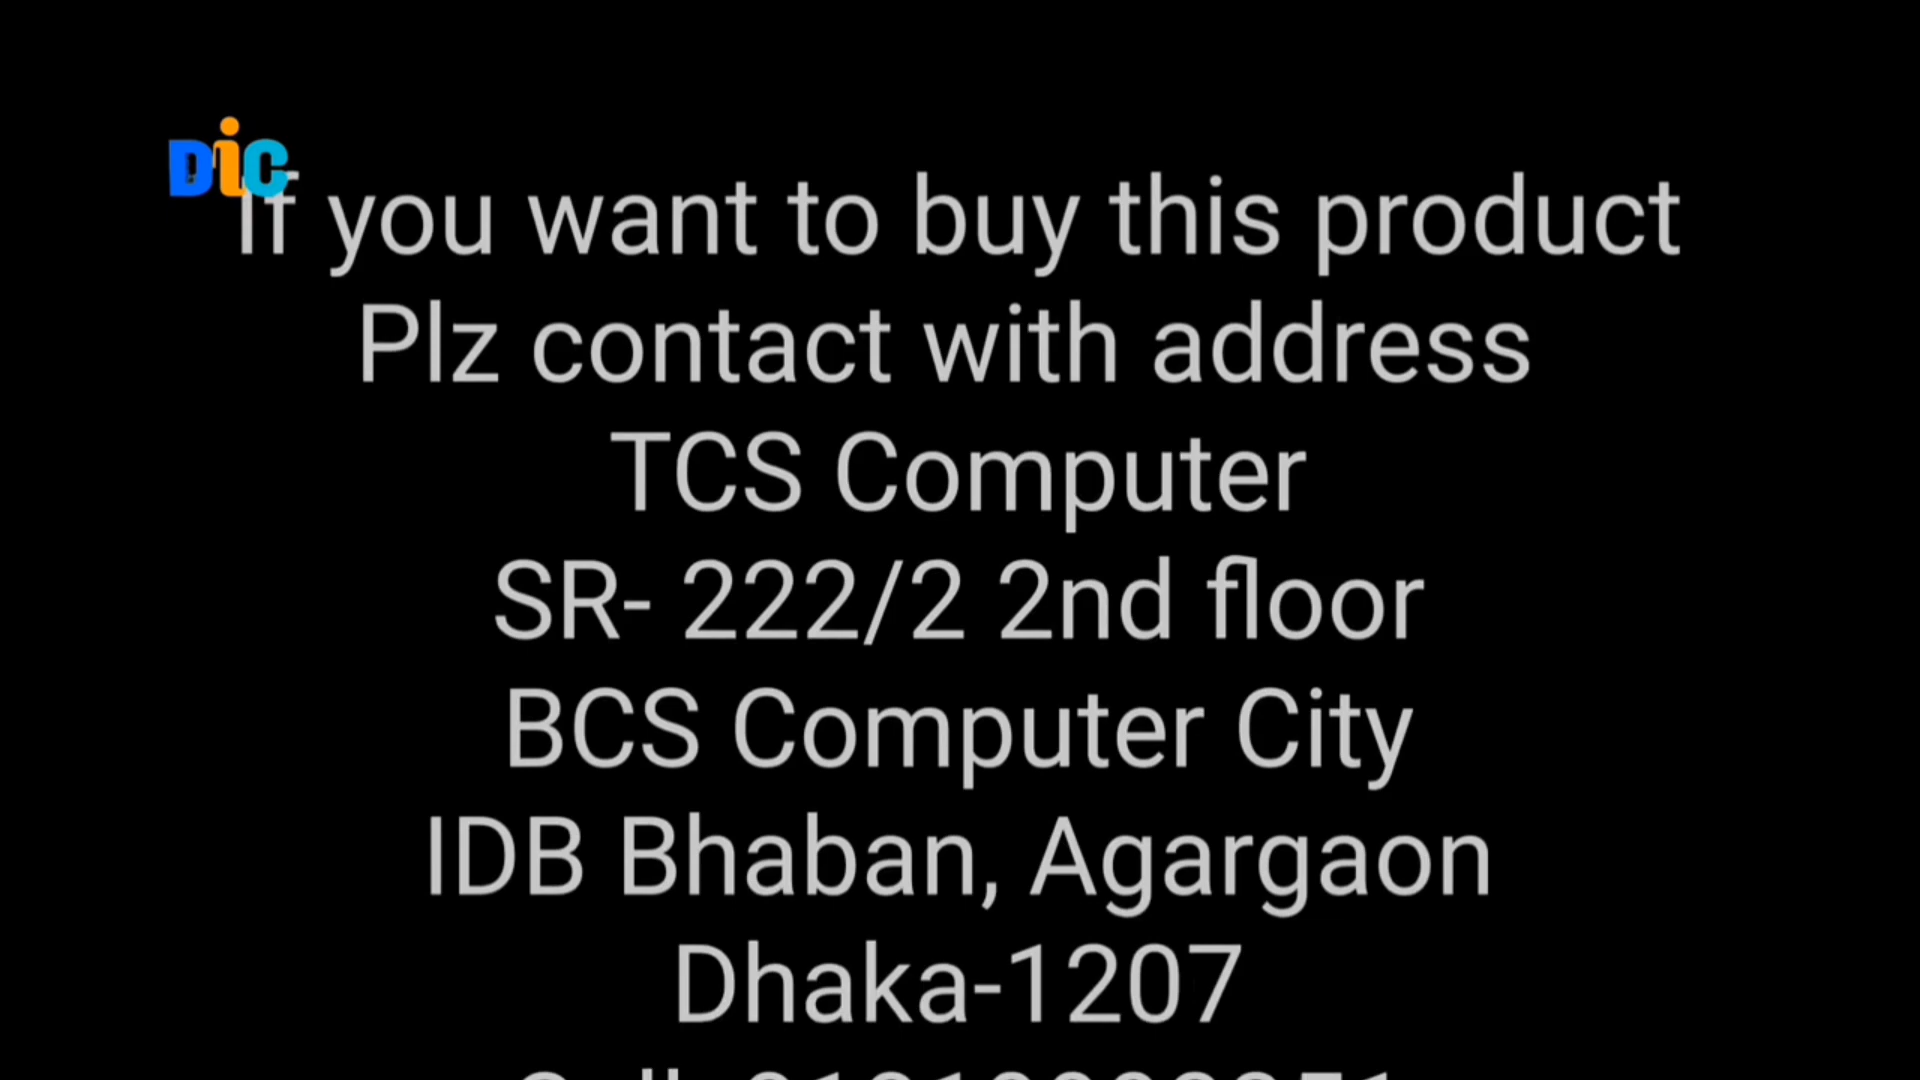 DiC
If you want to buy this product
Plz contact with address
TCS Computer
SR- 222/2 2nd floor
BCS Computer City
IDB Bhaban, Agargaon
Dhaka-1207